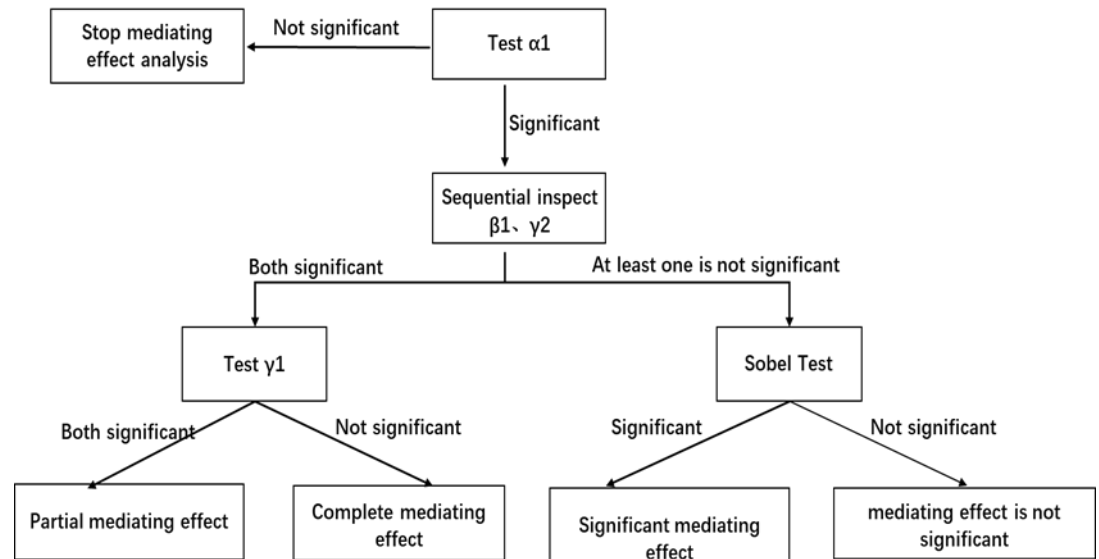 Stop mediating
effect analysis
Not significant
Test α1
Significant
Sequential inspect
β1、γ2
Both significant
At least one is not significant
Test γ1
Sobel Test
Both significant
Not significant
Significant
Not significant
Partial mediating effect
Complete mediating
effect
Significant mediating
effect
mediating effect is not
significant